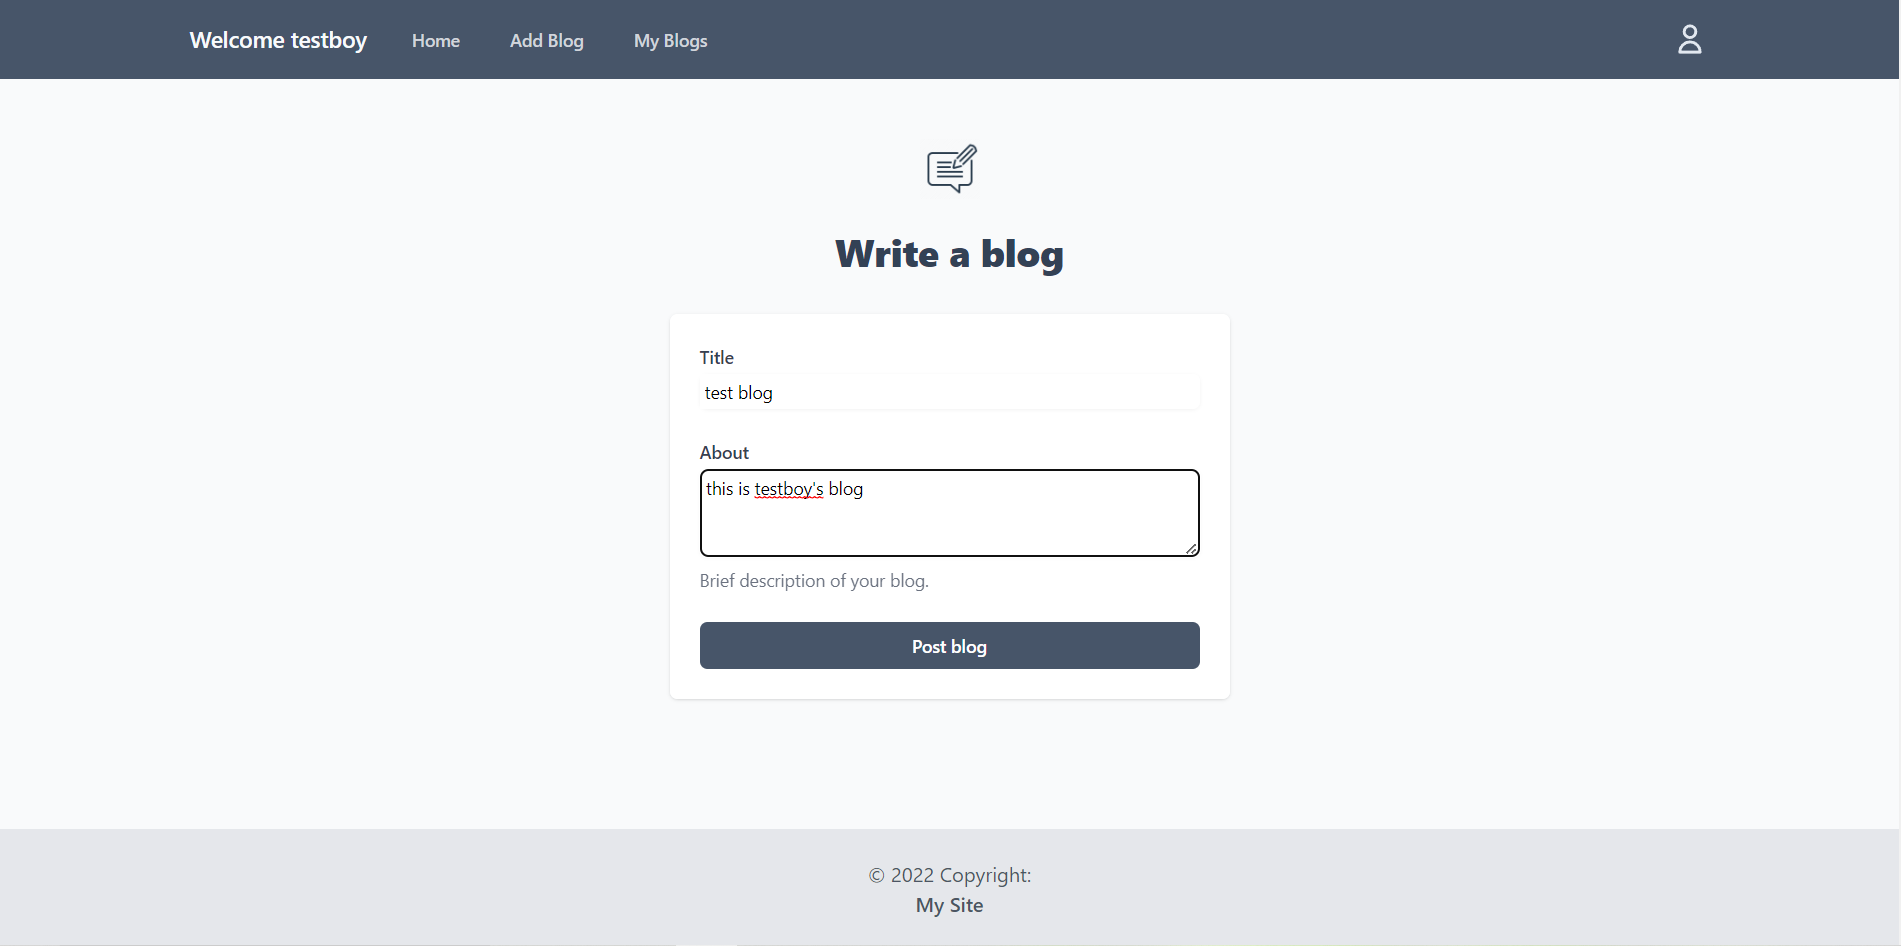 Welcome testboy Home Add Blog My Blogs
Write a blog
Title
test blog
About
this is testboy's blog
Brief description of your blog.
Post blog
© 2022 Copyright:
My Site